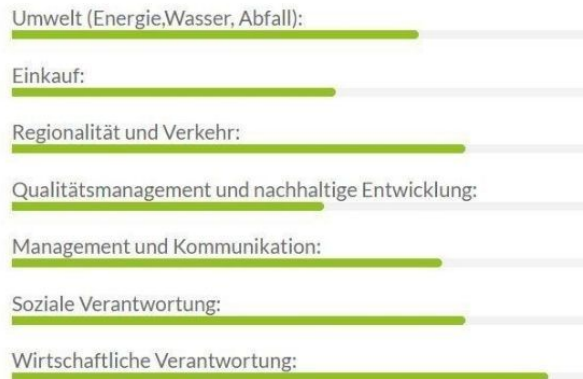 Umwelt (Energie,Wasser, Abfall):
Einkauf:
Regionalität und Verkehr:
Qualitätsmanagement und nachhaltige Entwicklung:
Management und Kommunikation:
Soziale Verantwortung:
Wirtschaftliche Verantwortung: